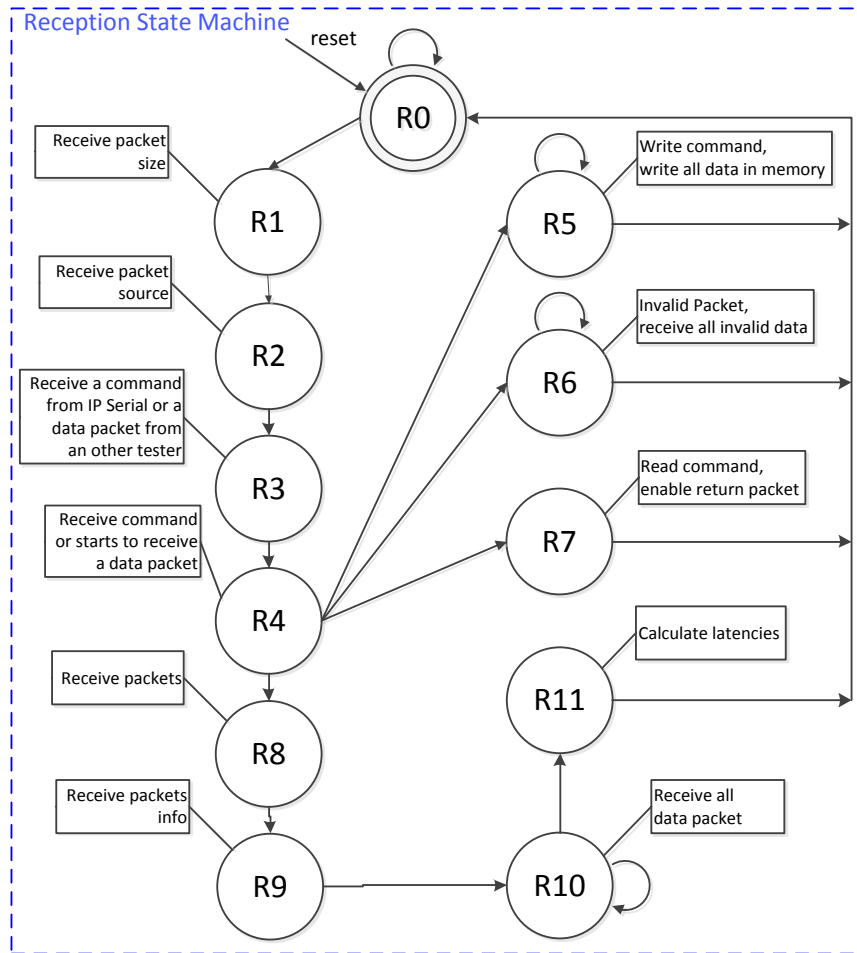 Reception State Machine
reset
R0
Receive packet
size
R1
Receive packet
source
R2
Receive a command
from IP Serial or a
data packet from
an other tester
R3
Receive command
or starts to receive
a data packet
R4
Receive packets
R8
Receive packets
info
R9
Write command,
write all data in memory
R5
Invalid Packet,
receive all invalid data
R6
Read command,
enable return packet
R7
Calculate latencies
R11
Receive all
data packet
R10